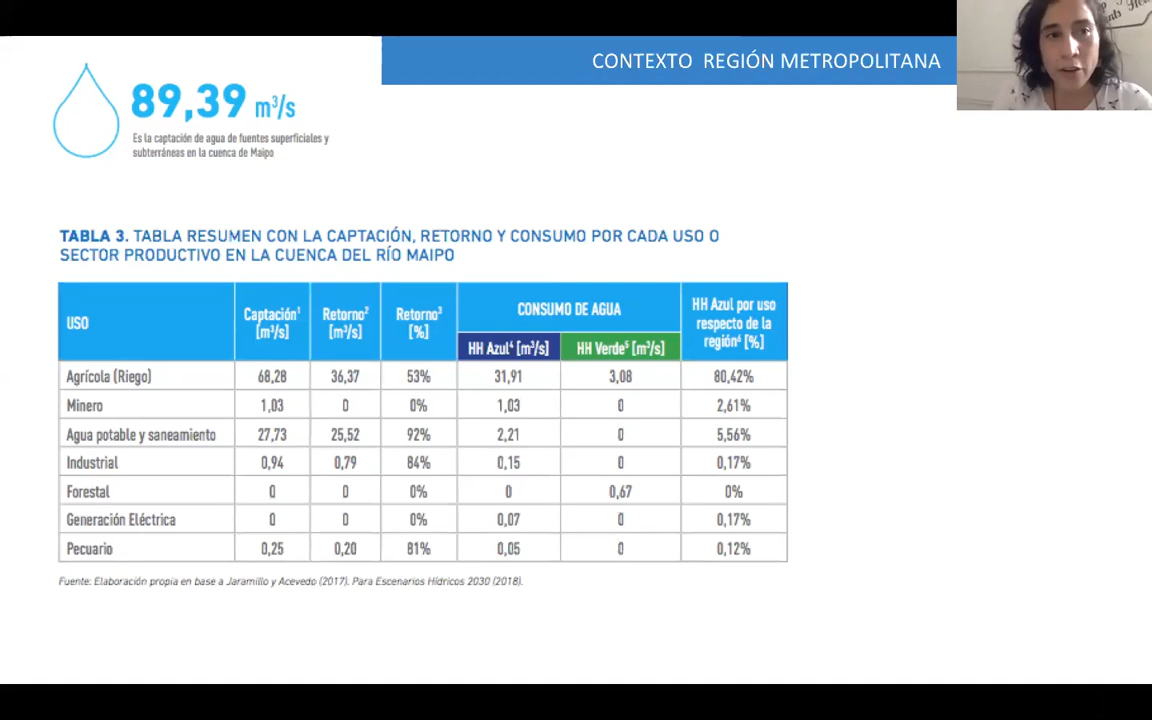 CONTEXTO REGIÓN METROPOLITANA
89,39 m³/s
Es la captación de agua de fuentes superficiales y
subterráneas en la cuenca de Maipo
TABLA 3. TABLA RESUMEN CON LA CAPTACIÓN, RETORNO Y CONSUMO POR CADA USO O
SECTOR PRODUCTIVO EN LA CUENCA DEL RÍO MAIPO
USO Captación¹ [m³/s] Retorno² [m³/s] Retorno³ [%] CONSUMO DE AGUA HH Azul por uso respecto de la región⁶ [%]
HH Azul⁴ [m³/s] HH Verde⁵ [m³/s]
Agrícola (Riego) 68,28 36,37 53% 31,91 3,08 80,42%
Minero 1,03 0 0% 1,03 0 2,61%
Agua potable y saneamiento 27,73 25,52 92% 2,21 0 5,56%
Industrial 0,94 0,79 84% 0,15 0 0,17%
Forestal 0 0 0% 0 0,67 0%
Generación Eléctrica 0 0 0% 0,07 0 0,17%
Pecuario 0,25 0,20 81% 0,05 0 0,12%
Fuente: Elaboración propia en base a Jaramillo y Acevedo (2017). Para Escenarios Hídricos 2030 (2018).